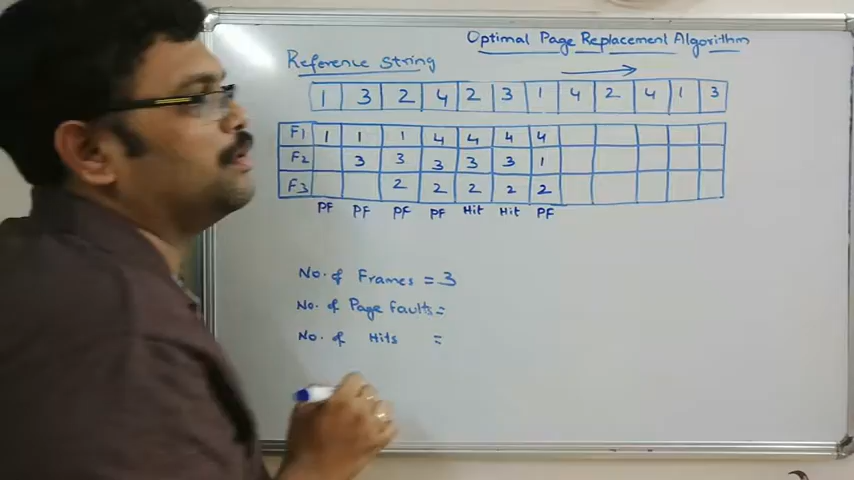 Optimal Page Replacement Algorithm
Reference String
1 3 2 4 2 3 1 4 2 4 1 3
F1 1 1 1 4 4 4 4
F2 3 3 3 3 3 1
F3 2 2 2 2 2
PF PF PF PF Hit Hit PF
No. of Frames = 3
No. of Page Faults =
No. of Hits =